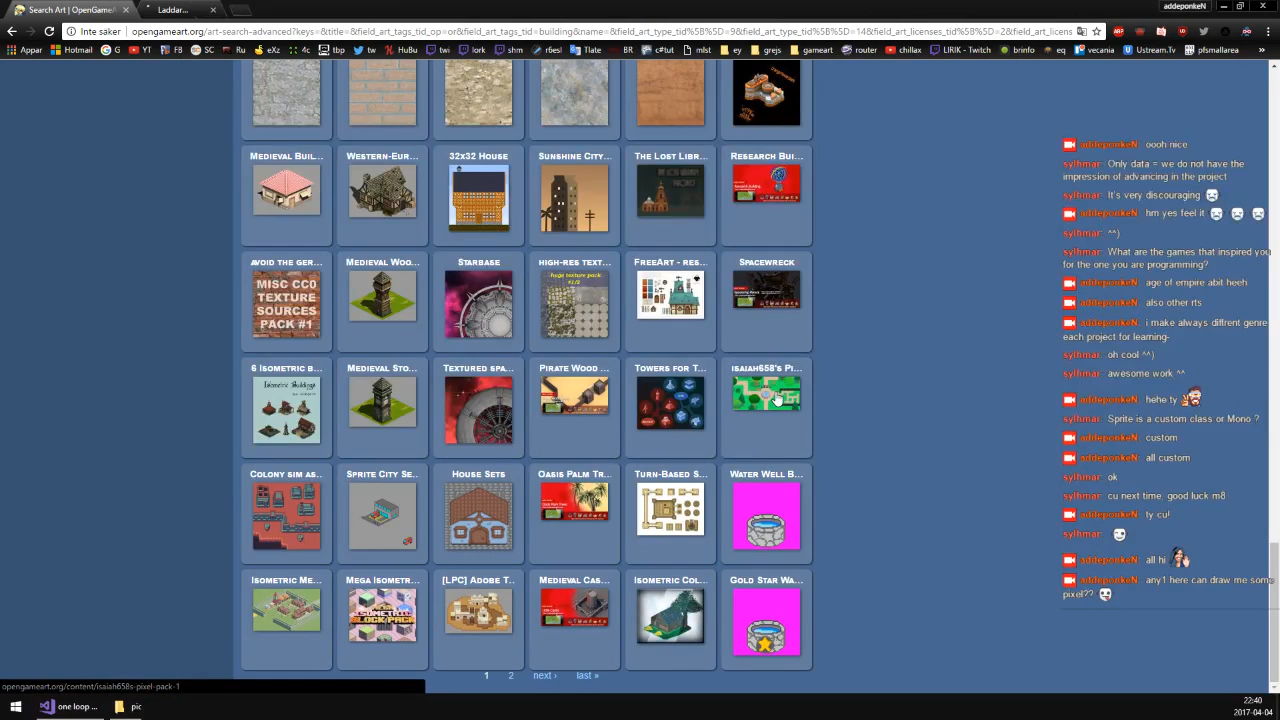 Search Art | OpenGameA
Laddar...
addeponkeN
Inte säker
opengameart.org/art-search-advanced?keys=&title=&field_art_tags_tid_op=or&field_art_tags_tid=building&name=&field_art_type_tid%5B%5D=9&field_art_type_tid%5B%5D=14&field_art_licenses_tid%5B%5D=2&field_art_licens
Appar Hotmail G YT FB SC Ru eXz 4c tbp tw HuBu twi lork shm r6esl Tlate BR c#tut mlst ey grejs gameart router chillax LIRIK - Twitch brinfo eq vecania Ustream.Tv pfsmallarea
MEDIEVAL BUIL... WESTERN-EUR... 32X32 HOUSE SUNSHINE CITY... THE LOST LIBR... RESEARCH BUI...
AVOID THE GER... MEDIEVAL WOO... STARBASE HIGH-RES TEXT... FREEART - RES... SPACEWRECK
MISC CC0
TEXTURE
SOURCES
PACK #1
huge texture pack
6 ISOMETRIC B... MEDIEVAL STO... TEXTURED SPA... PIRATE WOOD ... TOWERS FOR T... ISAIAH658'S PI...
Isometric Buildings
COLONY SIM AS... SPRITE CITY SE... HOUSE SETS OASIS PALM TR... TURN-BASED S... WATER WELL B...
ISOMETRIC ME... MEGA ISOMETR... [LPC] ADOBE T... MEDIEVAL CAS... ISOMETRIC COL... GOLD STAR WA...
ISOMETRIC
BLOCK PACK
1 2 next › last »
addeponkeN: oooh nice
sylhmar: Only data = we do not have the
impression of advancing in the project
sylhmar: It's very discouraging
addeponkeN: hm yes feel it
sylhmar: ^^)
sylhmar: What are the games that inspired you
for the one you are programming?
addeponkeN: age of empire abit heeh
addeponkeN: also other rts
addeponkeN: i make always diffrent genre
each project for learning-
sylhmar: oh cool ^^)
sylhmar: awesome work ^^
addeponkeN: hehe ty
sylhmar: Sprite is a custom class or Mono ?
addeponkeN: custom
addeponkeN: all custom
sylhmar: ok
sylhmar: cu next time. good luck m8
addeponkeN: ty cu!
sylhmar:
addeponkeN: all hi
addeponkeN: any1 here can draw me some
pixel??
opengameart.org/content/isaiah658s-pixel-pack-1
one loop ...
pic
22:40
2017-04-04